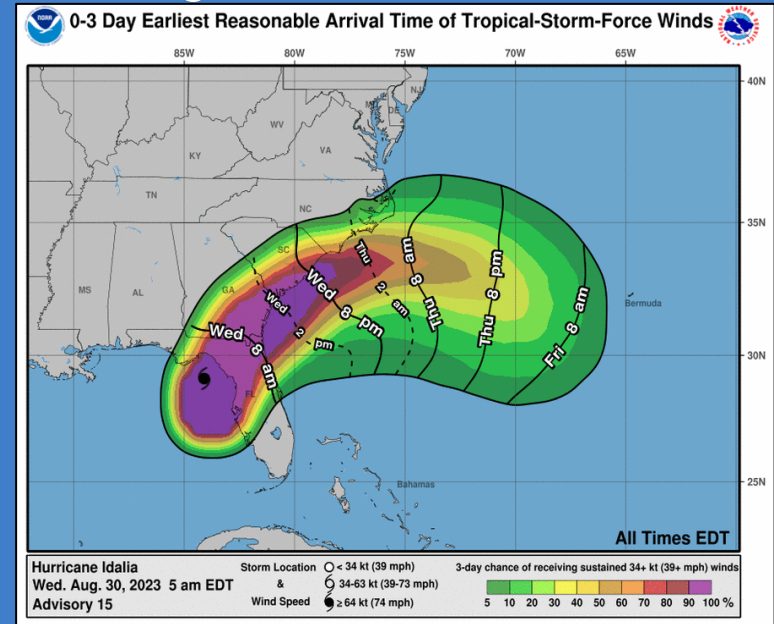 NOAA
0-3 Day Earliest Reasonable Arrival Time of Tropical-Storm-Force Winds
85W 80W 75W 70W 65W
40N
35N
30N
25N
NJ
MD DE
WV
VA
KY
TN
NC
SC
MS
AL
GA
FL
Bermuda
Bahamas
Wed 8 am
Wed 2 pm
Wed 8 pm
Thu 2 am
Thu 8 am
Thu 8 pm
Fri 8 am
All Times EDT
Hurricane Idalia
Wed. Aug. 30, 2023 5 am EDT
Advisory 15
Storm Location
&
Wind Speed
< 34 kt (39 mph)
34-63 kt (39-73 mph)
≥ 64 kt (74 mph)
3-day chance of receiving sustained 34+ kt (39+ mph) winds
5 10 20 30 40 50 60 70 80 90 100 %